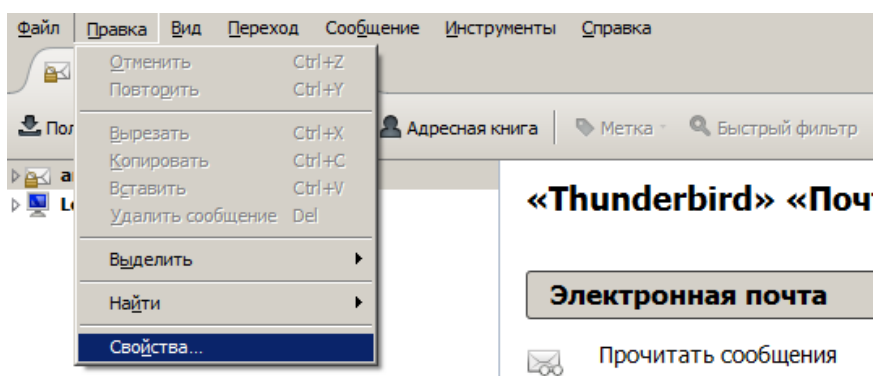 Файл Правка Вид Переход Сообщение Инструменты Справка
Отменить Ctrl+Z
Повторить Ctrl+Y
Адресная книга Метка Быстрый фильтр
Вырезать Ctrl+X
Копировать Ctrl+C
Вставить Ctrl+V
Удалить сообщение Del
«Thunderbird»
Выделить
Электронная почта
Найти
Свойства...
Прочитать сообщения